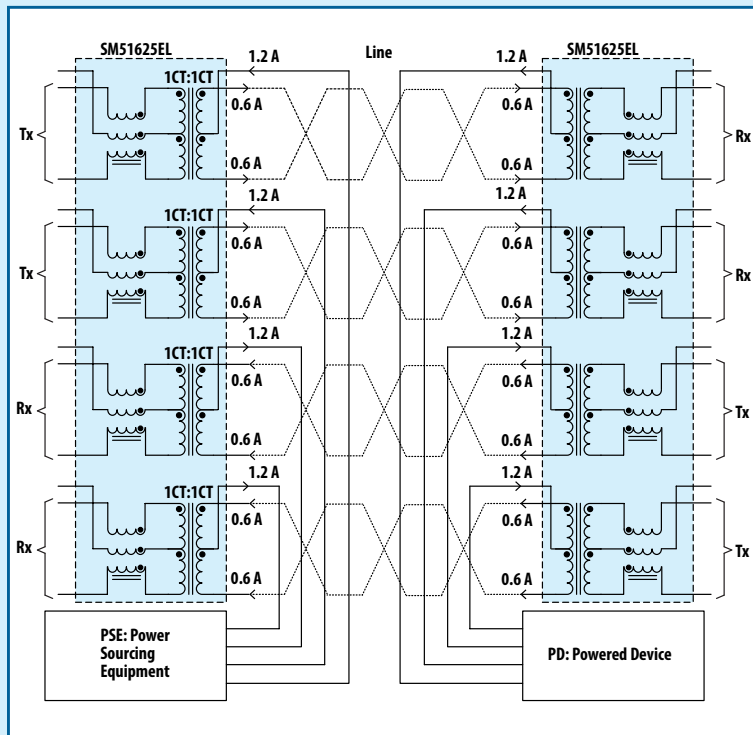 SM51625EL
1.2 A
Line
1.2 A
SM51625EL
1CT:1CT
0.6 A
0.6 A
Tx
Rx
0.6 A
0.6 A
1.2 A
1.2 A
1CT:1CT
0.6 A
0.6 A
Tx
Rx
0.6 A
0.6 A
1.2 A
1.2 A
1CT:1CT
0.6 A
0.6 A
Rx
Tx
0.6 A
0.6 A
1.2 A
1.2 A
1CT:1CT
0.6 A
0.6 A
Rx
Tx
0.6 A
0.6 A
PSE: Power
Sourcing
Equipment
PD: Powered Device